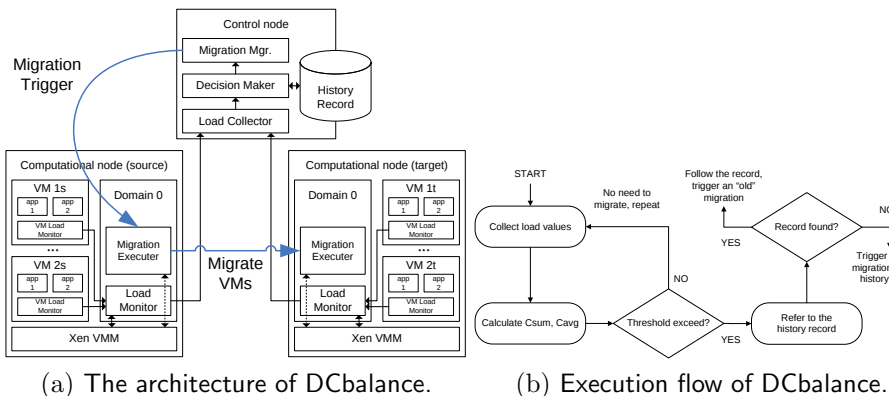 Control node
Migration Mgr.
Decision Maker
Load Collector
History
Record
Migration
Trigger
Computational node (source)
VM 1s
app
1
app
2
VM Load
Monitor
...
VM 2s
app
1
app
2
VM Load
Monitor
Domain 0
Migration
Executer
Load
Monitor
Xen VMM
Migrate
VMs
Computational node (target)
Domain 0
Migration
Executer
Load
Monitor
VM 1t
app
1
app
2
VM Load
Monitor
...
VM 2t
app
1
app
2
VM Load
Monitor
Xen VMM
(a) The architecture of DCbalance.
START
Collect load values
Calculate Csum, Cavg
Threshold exceed?
NO
No need to
migrate, repeat
YES
Refer to the
history record
Record found?
YES
Follow the record,
trigger an "old"
migration
NO
Trigger
migration
history
(b) Execution flow of DCbalance.